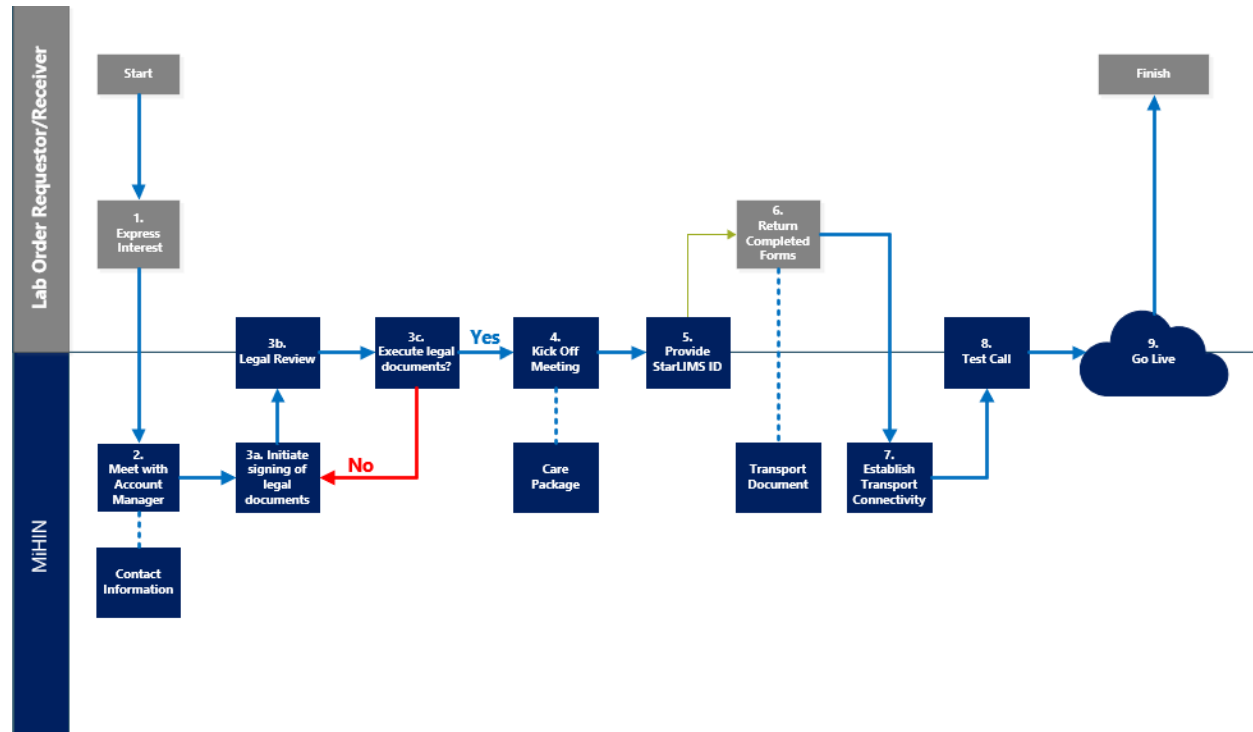 Lab Order Requestor/Receiver
MiHIN
Start
Finish
1.
Express
Interest
6.
Return
Completed
Forms
3b.
Legal Review
3c.
Execute legal
documents?
Yes
4.
Kick Off
Meeting
5.
Provide
StarLIMS ID
8.
Test Call
9.
Go Live
2.
Meet with
Account
Manager
3a. Initiate
signing of
legal
documents
No
Care
Package
Transport
Document
7.
Establish
Transport
Connectivity
Contact
Information